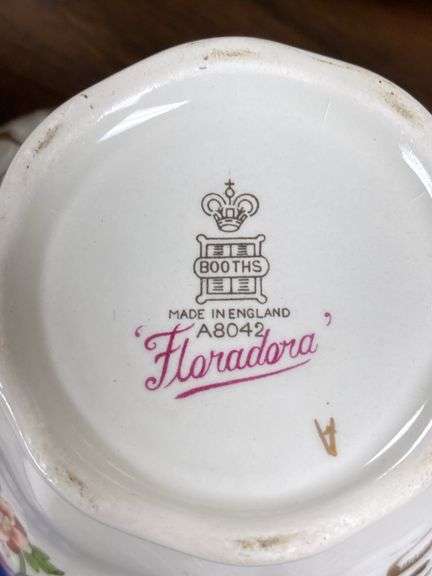 BOOTHS
MADE IN ENGLAND
A8042
'Floradora'
A